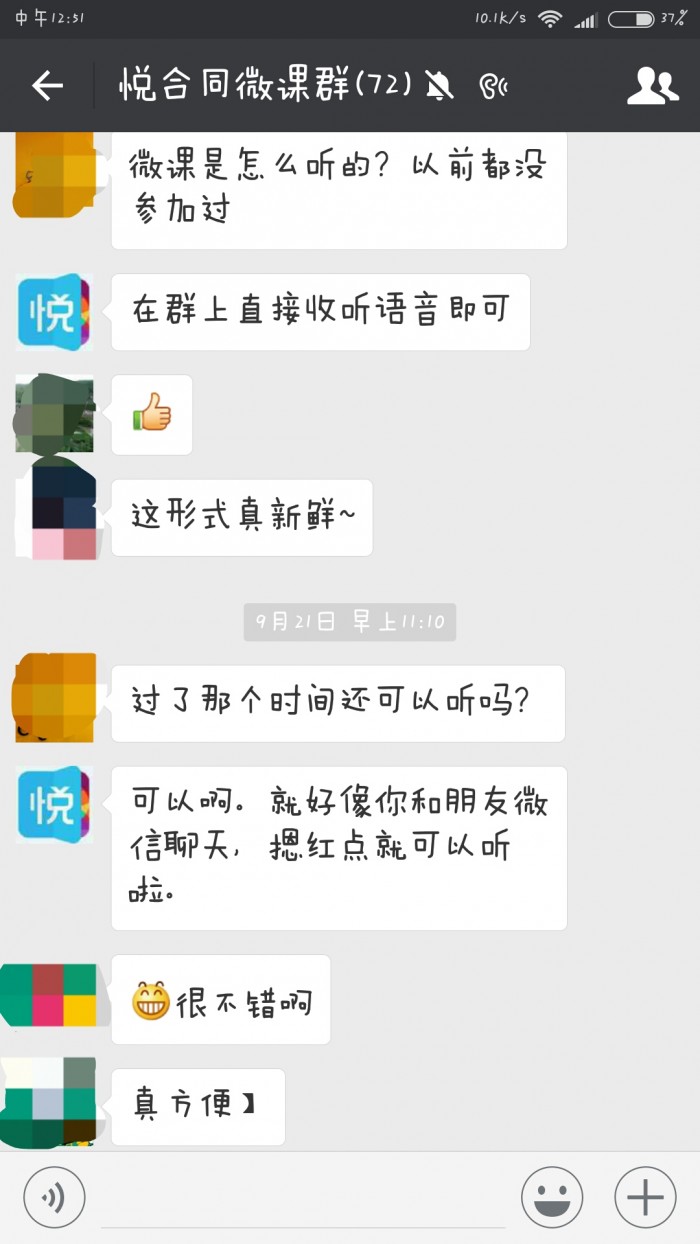 中午12:51 10.1K/s 37%
悦合同微课群(72)
微课是怎么听的？以前都没
参加过
悦
在群上直接收听语音即可
这形式真新鲜~
9月21日 早上11:10
过了那个时间还可以听吗？
悦
可以啊。就好像你和朋友微
信聊天，摁红点就可以听
啦。
很不错啊
真方便】